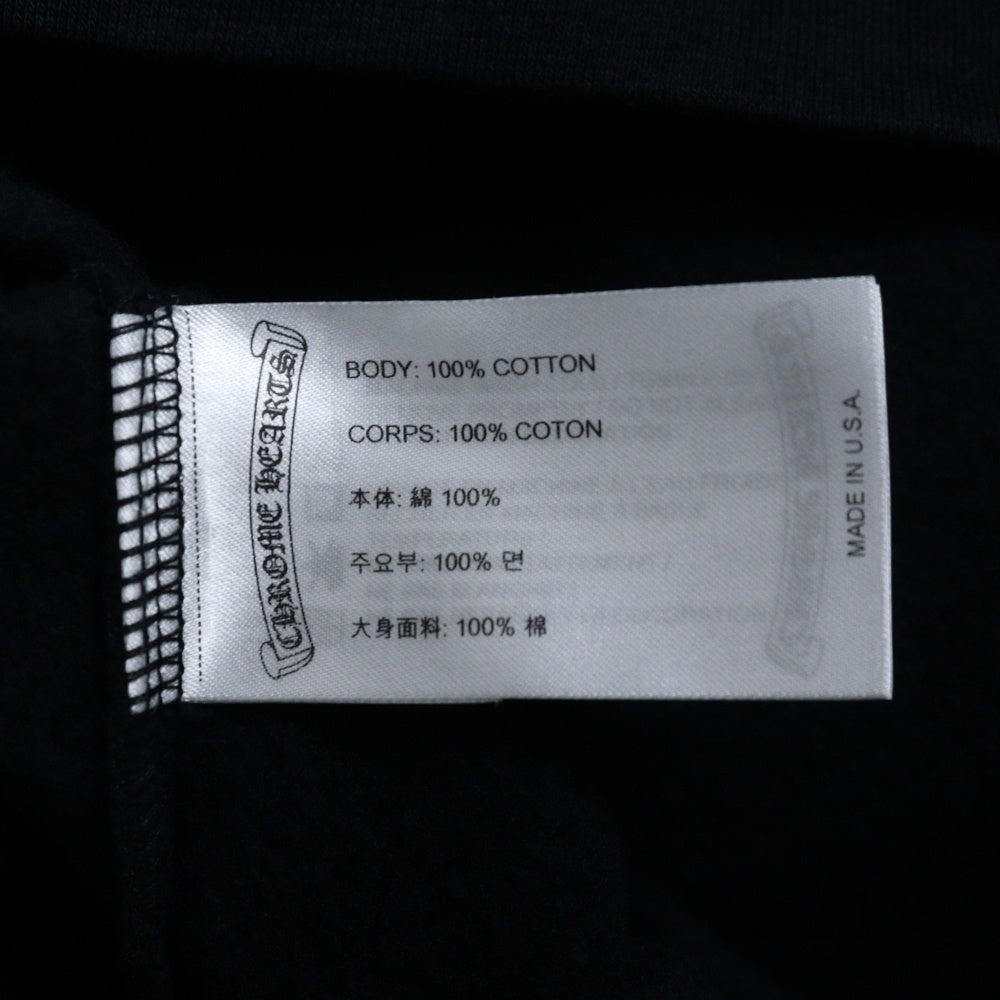 CHROME HEARTS
BODY: 100% COTTON
CORPS: 100% COTON
本体: 綿 100%
주요부: 100% 면
大身面料: 100% 棉
MADE IN U.S.A.